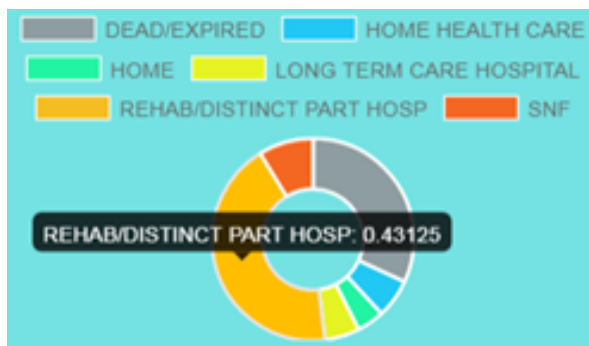 DEAD/EXPIRED HOME HEALTH CARE
HOME LONG TERM CARE HOSPITAL
REHAB/DISTINCT PART HOSP SNF
REHAB/DISTINCT PART HOSP: 0.43125